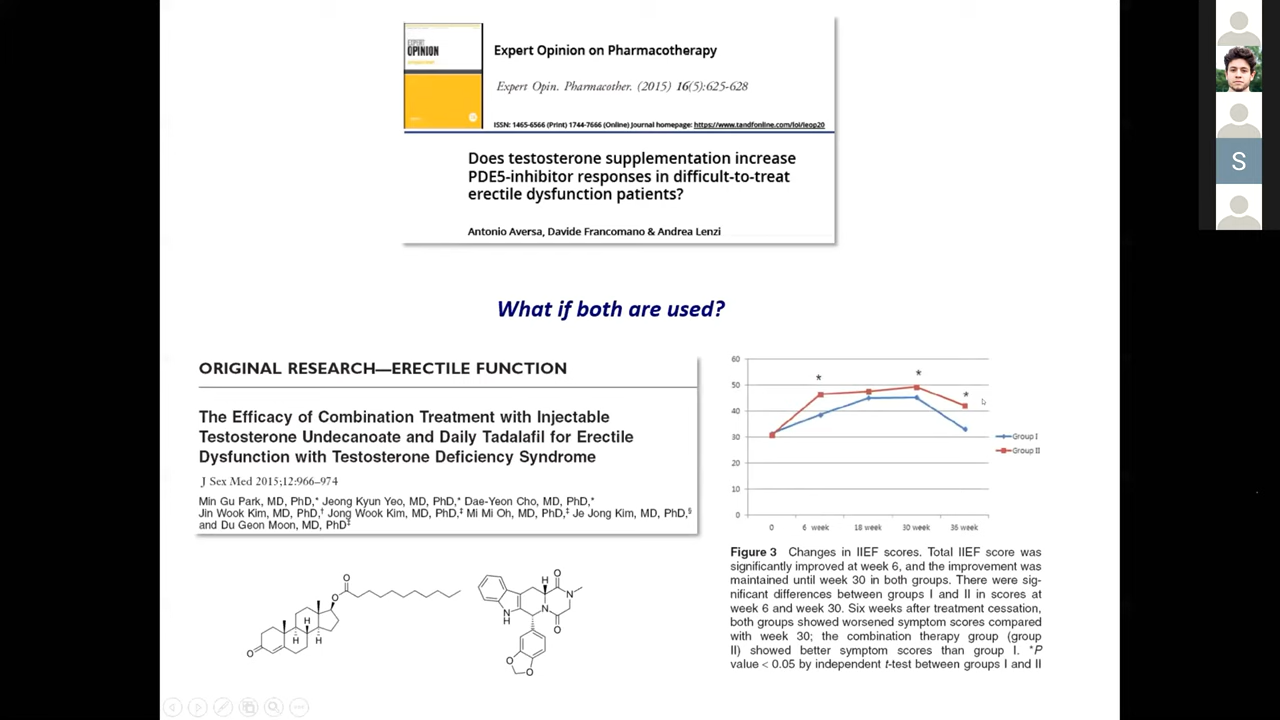 OPINION
Expert Opinion on Pharmacotherapy
Expert Opin. Pharmacother. (2015) 16(5):625-628
ISSN: 1465-6566 (Print) 1744-7666 (Online) Journal homepage: https://www.tandfonline.com/loi/ieop20
Does testosterone supplementation increase
PDE5-inhibitor responses in difficult-to-treat
erectile dysfunction patients?
Antonio Aversa, Davide Francomano & Andrea Lenzi
S
What if both are used?
ORIGINAL RESEARCH—ERECTILE FUNCTION
The Efficacy of Combination Treatment with Injectable
Testosterone Undecanoate and Daily Tadalafil for Erectile
Dysfunction with Testosterone Deficiency Syndrome
J Sex Med 2015;12:966–974
Min Gu Park, MD, PhD,* Jeong Kyun Yeo, MD, PhD,* Dae-Yeon Cho, MD, PhD,*
Jin Wook Kim, MD, PhD,† Jong Wook Kim, MD, PhD,‡ Mi Mi Oh, MD, PhD,‡ Je Jong Kim, MD, PhD,§
and Du Geon Moon, MD, PhD‡
60
50
40
30
20
10
0
* * *
0 6 week 18 week 30 week 36 week
Group I
Group II
Figure 3 Changes in IIEF scores. Total IIEF score was
significantly improved at week 6, and the improvement was
maintained until week 30 in both groups. There were sig-
nificant differences between groups I and II in scores at
week 6 and week 30. Six weeks after treatment cessation,
both groups showed worsened symptom scores compared
with week 30; the combination therapy group (group
II) showed better symptom scores than group I. *P
value < 0.05 by independent t-test between groups I and II
O
O
O
H
H
H
H
O
N
N
O
NH
O
O